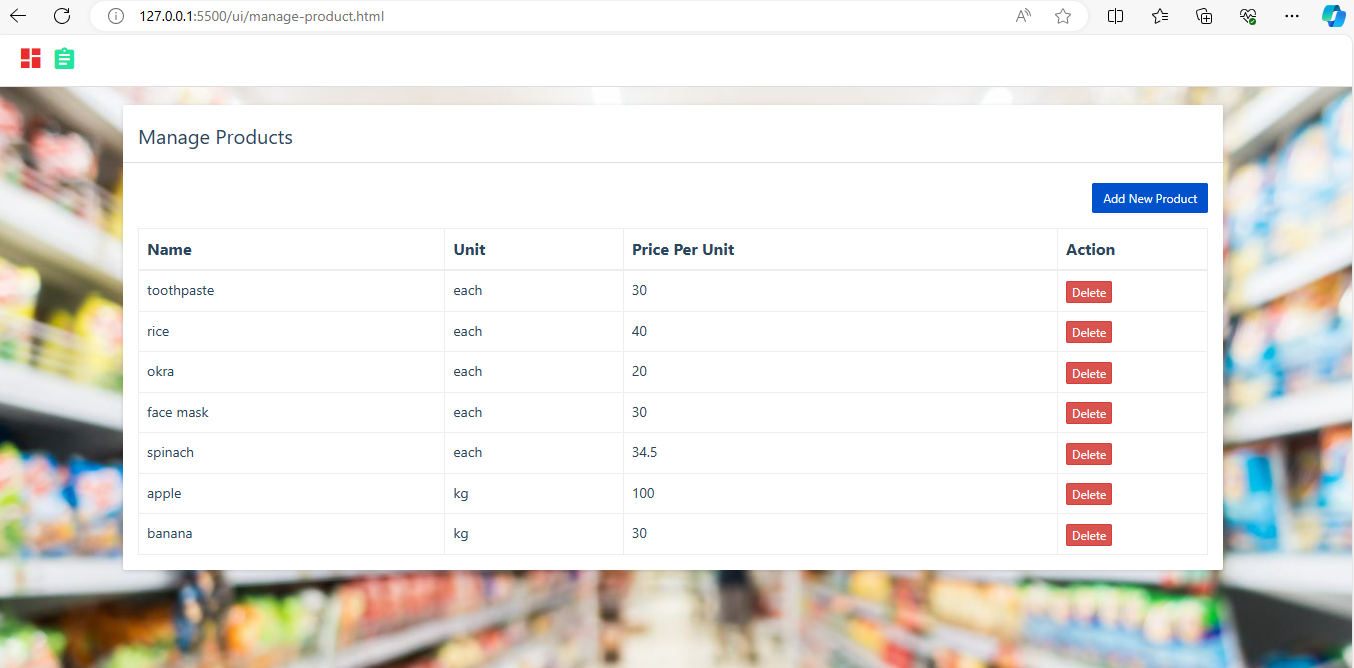 127.0.0.1:5500/ui/manage-product.html
Manage Products
Add New Product
Name Unit Price Per Unit Action
toothpaste each 30 Delete
rice each 40 Delete
okra each 20 Delete
face mask each 30 Delete
spinach each 34.5 Delete
apple kg 100 Delete
banana kg 30 Delete